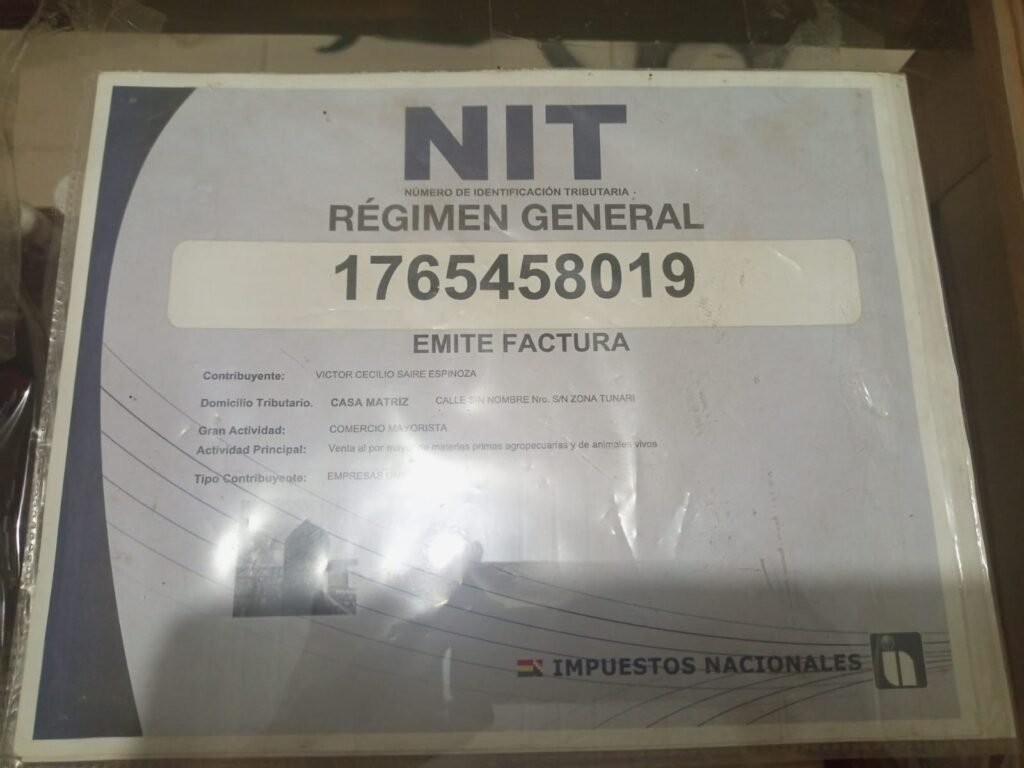 NIT
NÚMERO DE IDENTIFICACIÓN TRIBUTARIA
RÉGIMEN GENERAL
1765458019
EMITE FACTURA
Contribuyente: VICTOR CECILIO SAIRE ESPINOZA
Domicilio Tributario. CASA MATRIZ CALLE SIN NOMBRE Nro. S/N ZONA TUNARI
Gran Actividad: COMERCIO MAYORISTA
Actividad Principal: Venta al por mayor de materias primas agropecuarias y de animales vivos
Tipo Contribuyente: EMPRESAS
IMPUESTOS NACIONALES